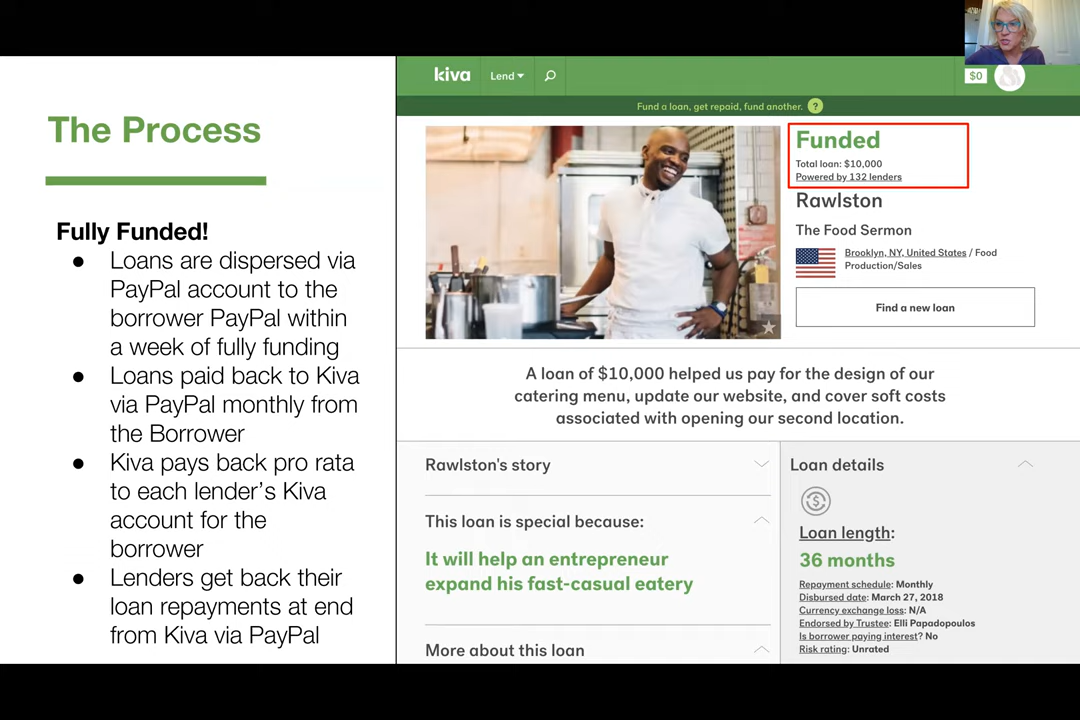 The Process
Fully Funded!
● Loans are dispersed via
PayPal account to the
borrower PayPal within
a week of fully funding
● Loans paid back to Kiva
via PayPal monthly from
the Borrower
● Kiva pays back pro rata
to each lender's Kiva
account for the
borrower
● Lenders get back their
loan repayments at end
from Kiva via PayPal
kiva
Lend
$0
Fund a loan, get repaid, fund another. ?
Funded
Total loan: $10,000
Powered by 132 lenders
Rawlston
The Food Sermon
Brooklyn, NY, United States / Food
Production/Sales
Find a new loan
A loan of $10,000 helped us pay for the design of our
catering menu, update our website, and cover soft costs
associated with opening our second location.
Rawlston's story
This loan is special because:
It will help an entrepreneur
expand his fast-casual eatery
More about this loan
Loan details
$
Loan length:
36 months
Repayment schedule: Monthly
Disbursed date: March 27, 2018
Currency exchange loss: N/A
Endorsed by Trustee: Elli Papadopoulos
Is borrower paying interest? No
Risk rating: Unrated